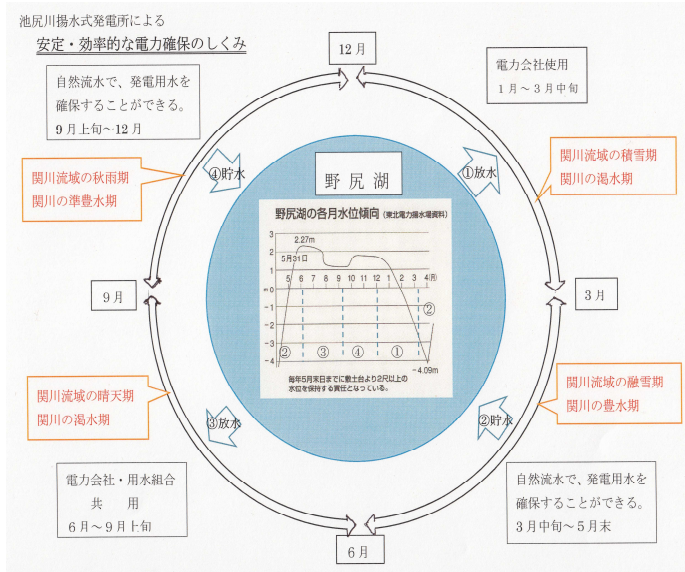 池尻川揚水式発電所による
安定・効率的な電力確保のしくみ
12月
自然流水で、発電用水を
確保することができる。
9月上旬~12月
電力会社使用
1月~3月中旬
関川流域の秋雨期
関川の準豊水期
④貯水
野尻湖
①放水
関川流域の積雪期
関川の渇水期
野尻湖の各月水位傾向 (東北電力揚水場資料)
3
2
1
0
-1
-2
-3
-4
2.27m
5月31日
5 6 7 8 9 10 11 12 1 2 3 4(月)
②
② ③ ④ ①
-4.09m
毎年5月末日までに敷土台より2尺以上の
水位を保持する責任となっている。
9月
3月
関川流域の晴天期
関川の渇水期
③放水
②貯水
関川流域の融雪期
関川の豊水期
電力会社・用水組合
共用
6月~9月上旬
自然流水で、発電用水を
確保することができる。
3月中旬~5月末
6月